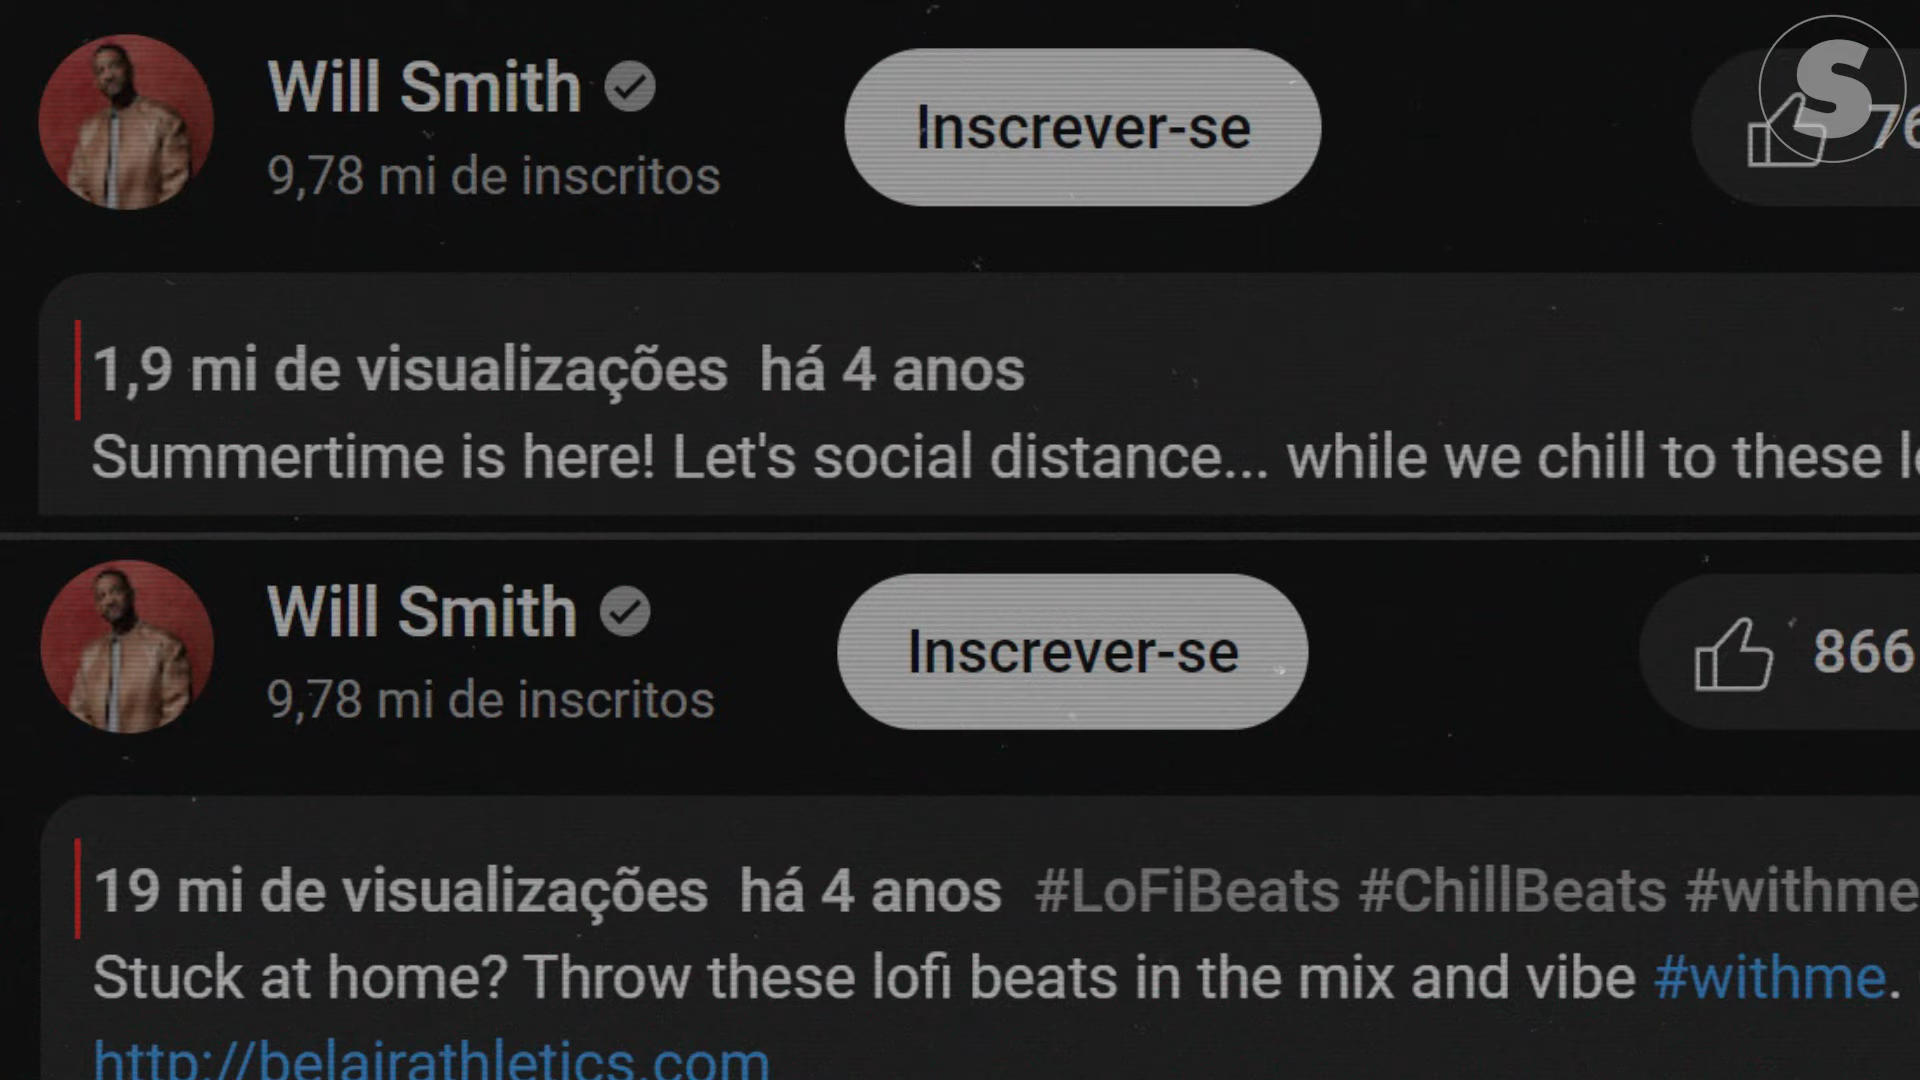 Will Smith
9,78 mi de inscritos
Inscrever-se
76
S
1,9 mi de visualizações há 4 anos
Summertime is here! Let's social distance... while we chill to these
Will Smith
9,78 mi de inscritos
Inscrever-se
866
19 mi de visualizações há 4 anos #LoFiBeats #ChillBeats #withme
Stuck at home? Throw these lofi beats in the mix and vibe #withme.
http://belairathletics.com